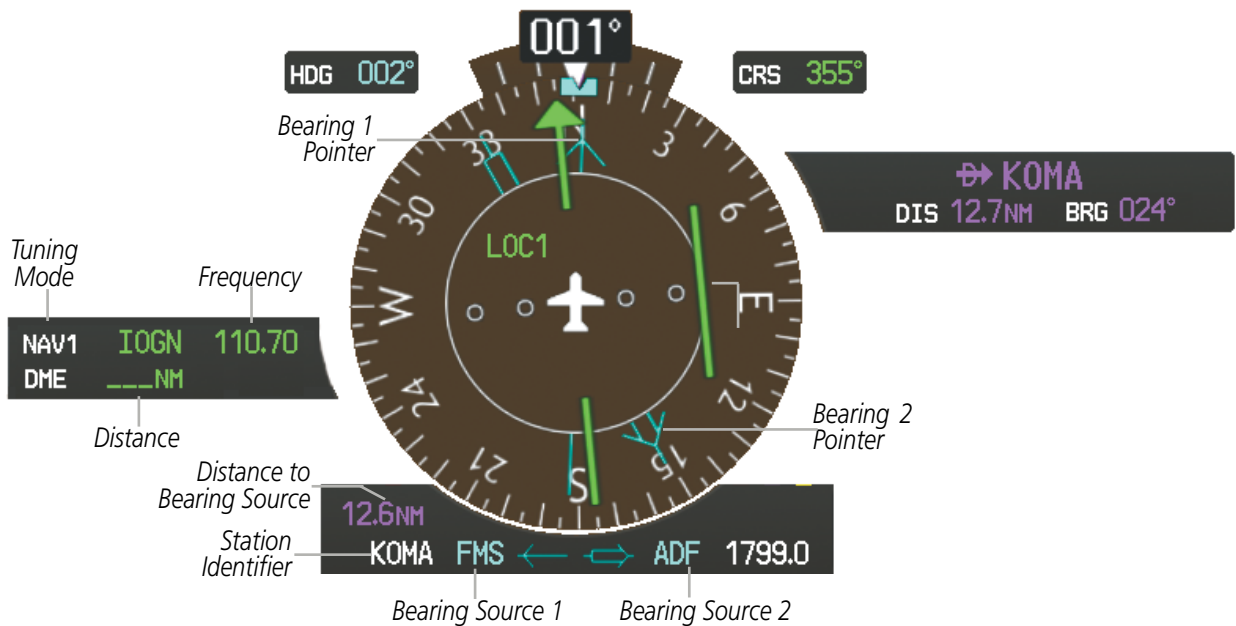 001°
HDG 002°
CRS 355°
Bearing 1
Pointer
33
3
30
6
W
E
24
12
21
15
S
LOC1
KOMA
DIS 12.7NM BRG 024°
Tuning
Mode
Frequency
NAV1 IOGN 110.70
DME ___NM
Distance
Bearing 2
Pointer
Distance to
Bearing Source
12.6NM
Station
Identifier
KOMA FMS ADF 1799.0
Bearing Source 1
Bearing Source 2